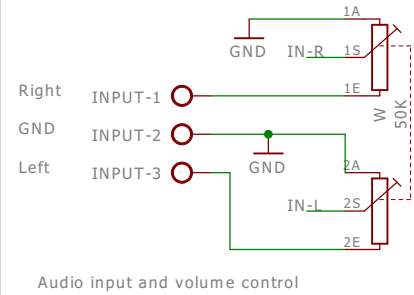 1A
GND
IN-R
1S
Right
INPUT-1
1E
W
50K
GND
INPUT-2
GND
2A
Left
INPUT-3
IN-L
2S
2E
Audio input and volume control